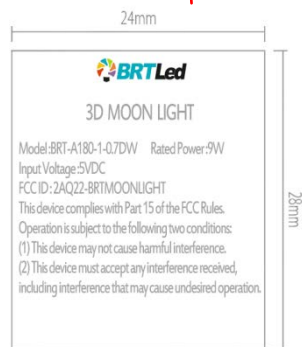 24mm
BRTLed
3D MOON LIGHT
Model:BRT-A180-1-0.7DW Rated Power:9W
Input Voltage:5VDC
FCC ID:2AQ22-BRTMOONLIGHT
This device complies with Part 15 of the FCC Rules.
Operation is subject to the following two conditions:
(1) This device may not cause harmful interference.
(2) This device must accept any interference received,
including interference that may cause undesired operation.
28mm